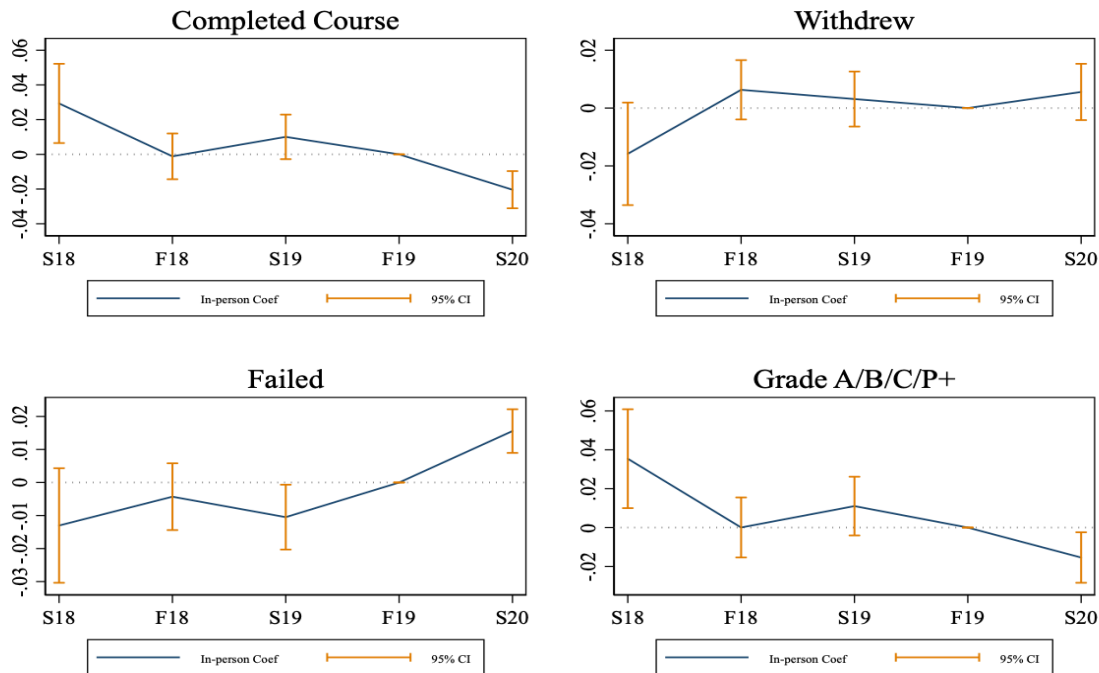 Completed Course
.06
.04
.02
0
-.02
-.04
S18 F18 S19 F19 S20
In-person Coef 95% CI
Withdrew
.02
0
-.02
-.04
S18 F18 S19 F19 S20
In-person Coef 95% CI
Failed
.02
.01
0
-.01
-.02
-.03
S18 F18 S19 F19 S20
In-person Coef 95% CI
Grade A/B/C/P+
.06
.04
.02
0
-.02
S18 F18 S19 F19 S20
In-person Coef 95% CI